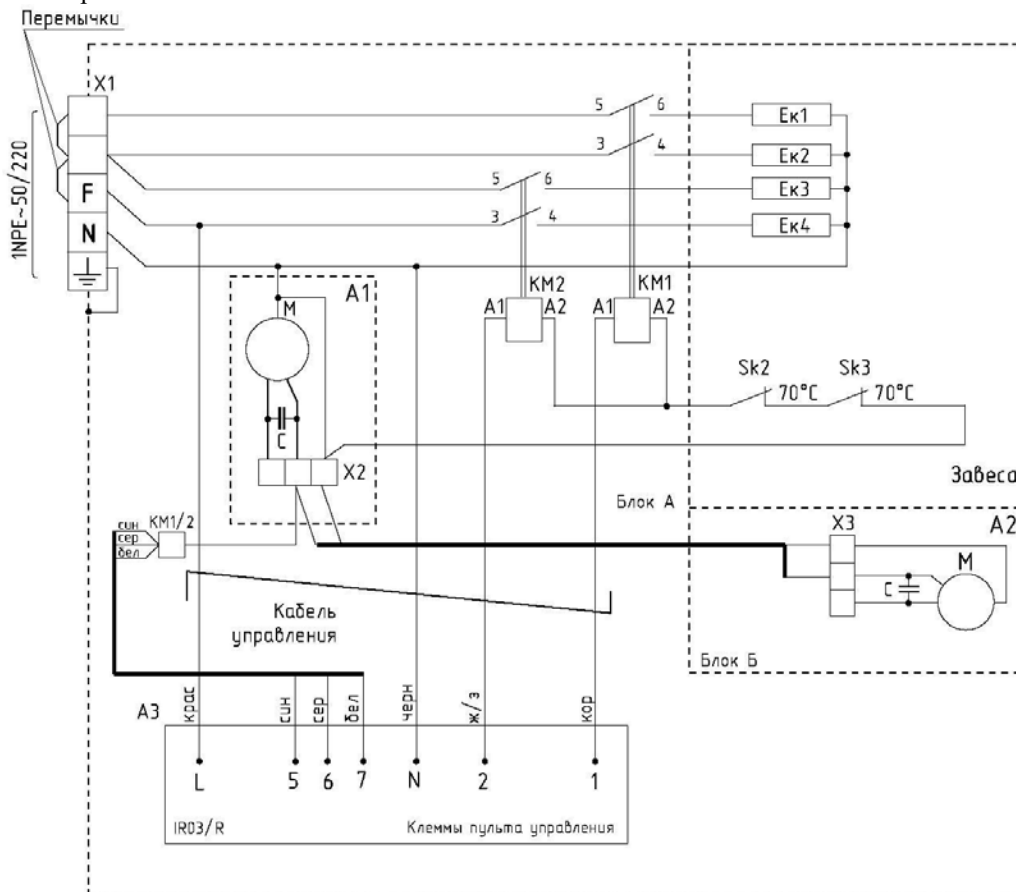 Перемычки
X1
1NPE~50/220
F
N
5 6
3 4
5 6
3 4
Ек1
Ек2
Ек3
Ек4
A1
M
C
X2
KM2
A1 A2
KM1
A1 A2
Sk2
70°C
Sk3
70°C
Завеса
Блок А
X3
A2
M
C
Блок Б
син
сер
бел
KM1/2
Кабель
управления
A3
крас
син
сер
бел
черн
ж/з
кор
L 5 6 7 N 2 1
IR03/R
Клеммы пульта управления